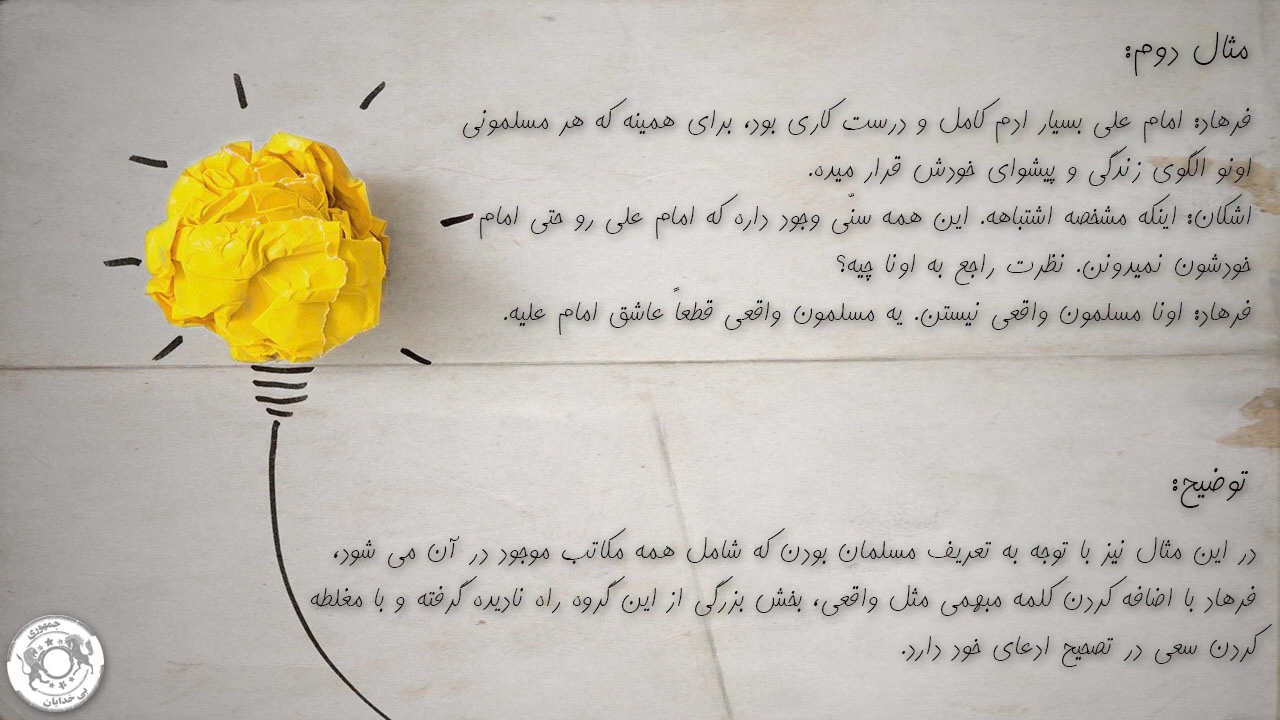 مثال دوم:
فرهاد: امام علی بسیار ادم کامل و درست کاری بود، برای همینه که هر مسلمونی
اونو الگوی زندگی و پیشوای خودش قرار میده.
اشکان: اینکه مشخصه اشتباهه. این همه سنّی وجود داره که امام علی رو حتی امام
خودشون نمیدونن. نظرت راجع به اونا چیه؟
فرهاد: اونا مسلمون واقعی نیستن. یه مسلمون واقعی قطعاً عاشق امام علیه.
توضیح:
در این مثال نیز با توجه به تعریف مسلمان بودن که شامل همه مکاتب موجود در آن می شود،
فرهاد با اضافه کردن کلمه مبهمی مثل واقعی، بخش بزرگی از این گروه راه نادیده گرفته و با مغلطه
کردن سعی در تصحیح ادعای خود دارد.
جمهوری
بی خدایان